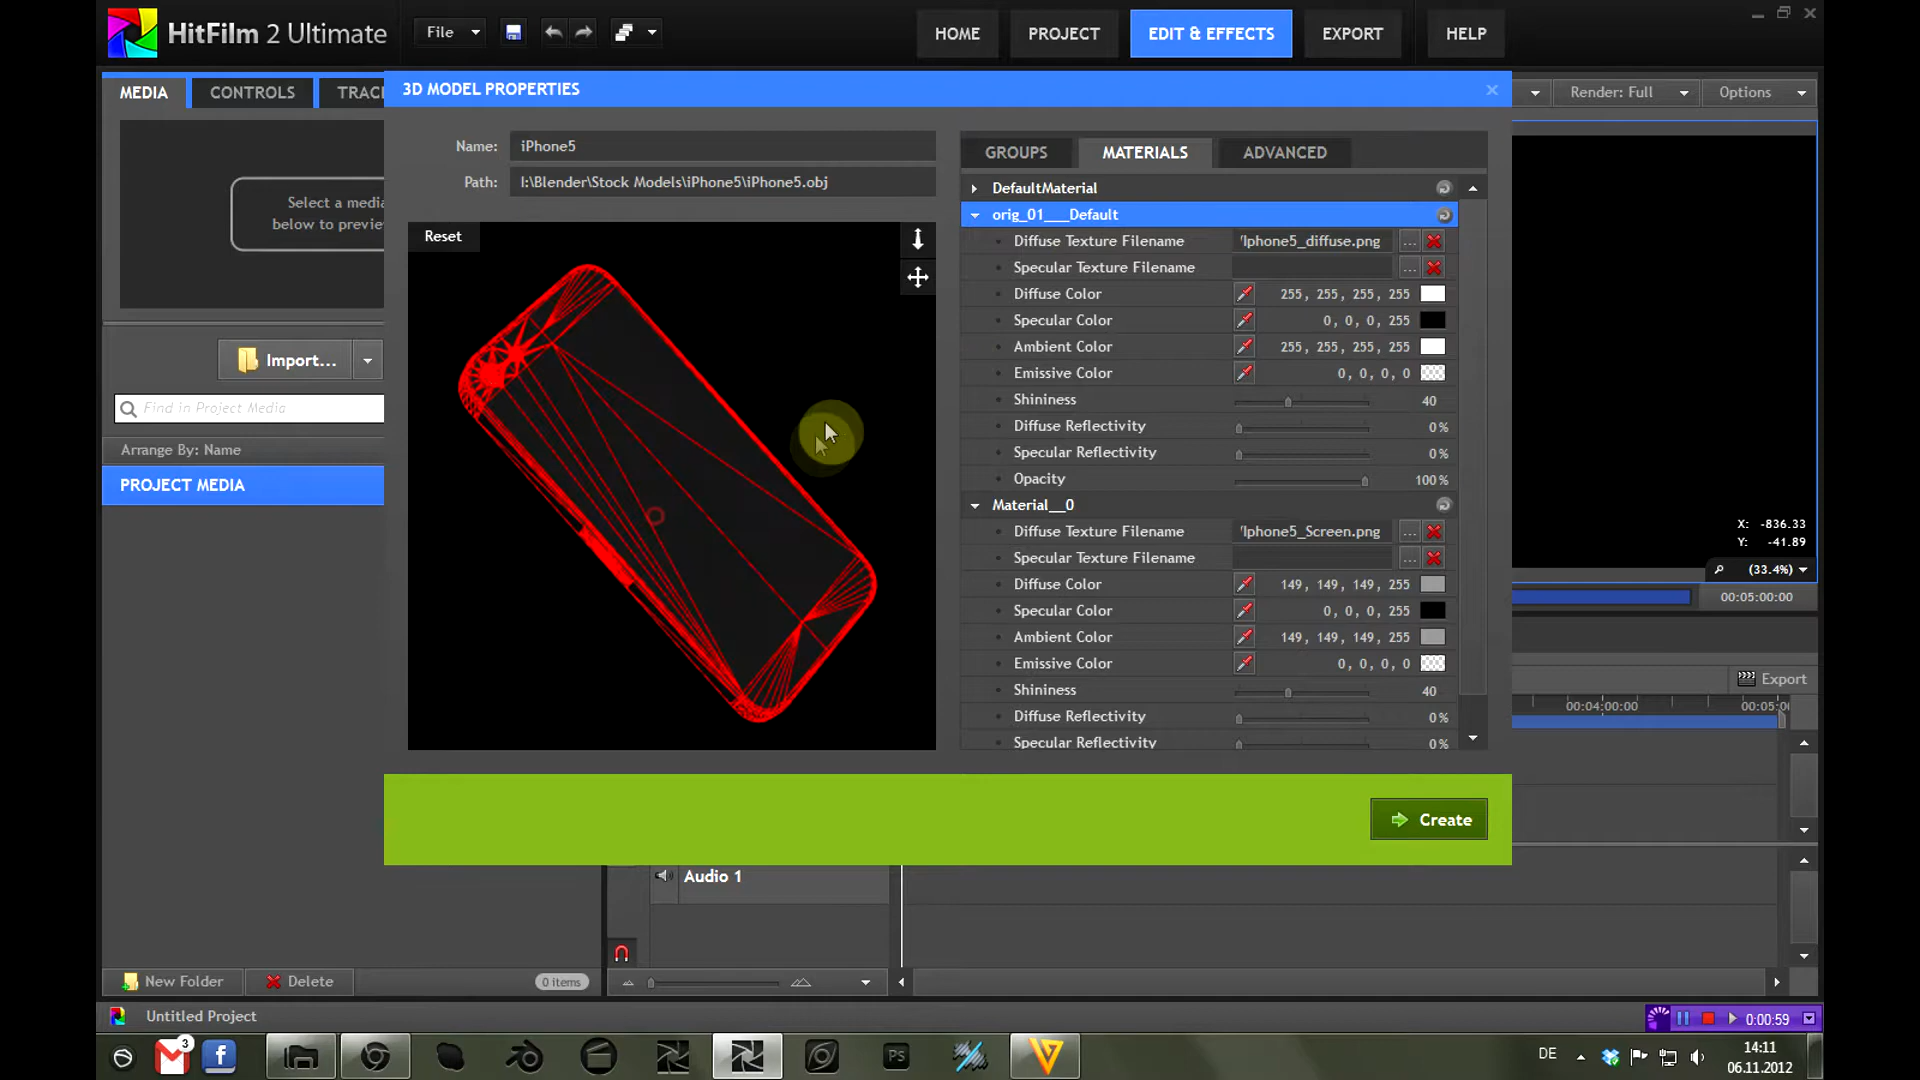 HitFilm 2 Ultimate
File
HOME
PROJECT
EDIT & EFFECTS
EXPORT
HELP
MEDIA
CONTROLS
TRAC
3D MODEL PROPERTIES
Render: Full
Options
Select a media
below to preview
Name: iPhone5
Path: I:\Blender\Stock Models\iPhone5\iPhone5.obj
Reset
GROUPS
MATERIALS
ADVANCED
DefaultMaterial
orig_01___Default
Diffuse Texture Filename Iphone5_diffuse.png ...
Specular Texture Filename ...
Diffuse Color 255, 255, 255, 255
Specular Color 0, 0, 0, 255
Ambient Color 255, 255, 255, 255
Emissive Color 0, 0, 0, 0
Shininess 40
Diffuse Reflectivity 0%
Specular Reflectivity 0%
Opacity 100%
Material__0
Diffuse Texture Filename Iphone5_Screen.png ...
Specular Texture Filename ...
Diffuse Color 149, 149, 149, 255
Specular Color 0, 0, 0, 255
Ambient Color 149, 149, 149, 255
Emissive Color 0, 0, 0, 0
Shininess 40
Diffuse Reflectivity 0%
Specular Reflectivity 0%
Import...
Find in Project Media
Arrange By: Name
PROJECT MEDIA
X: -836.33
Y: -41.89
(33.4%)
00:05:00:00
Export
00:04:00:00
00:05:0
Create
Audio 1
New Folder
Delete
0 items
Untitled Project
0:00:59
3
Ps
DE
14:11
06.11.2012